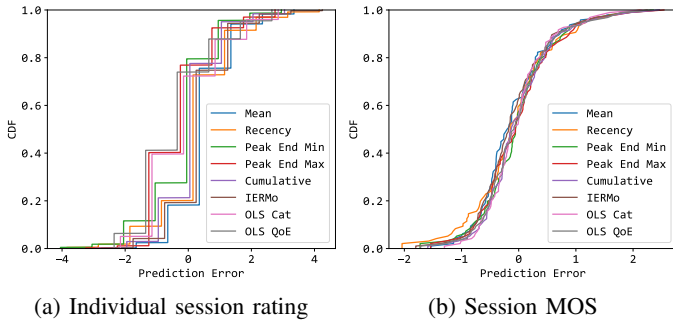 1.0
0.8
0.6
0.4
0.2
0.0
CDF
-4 -2 0 2 4
Prediction Error
Mean
Recency
Peak End Min
Peak End Max
Cumulative
IERMo
OLS Cat
OLS QoE
(a) Individual session rating
1.0
0.8
0.6
0.4
0.2
0.0
CDF
-2 -1 0 1 2
Prediction Error
Mean
Recency
Peak End Min
Peak End Max
Cumulative
IERMo
OLS Cat
OLS QoE
(b) Session MOS